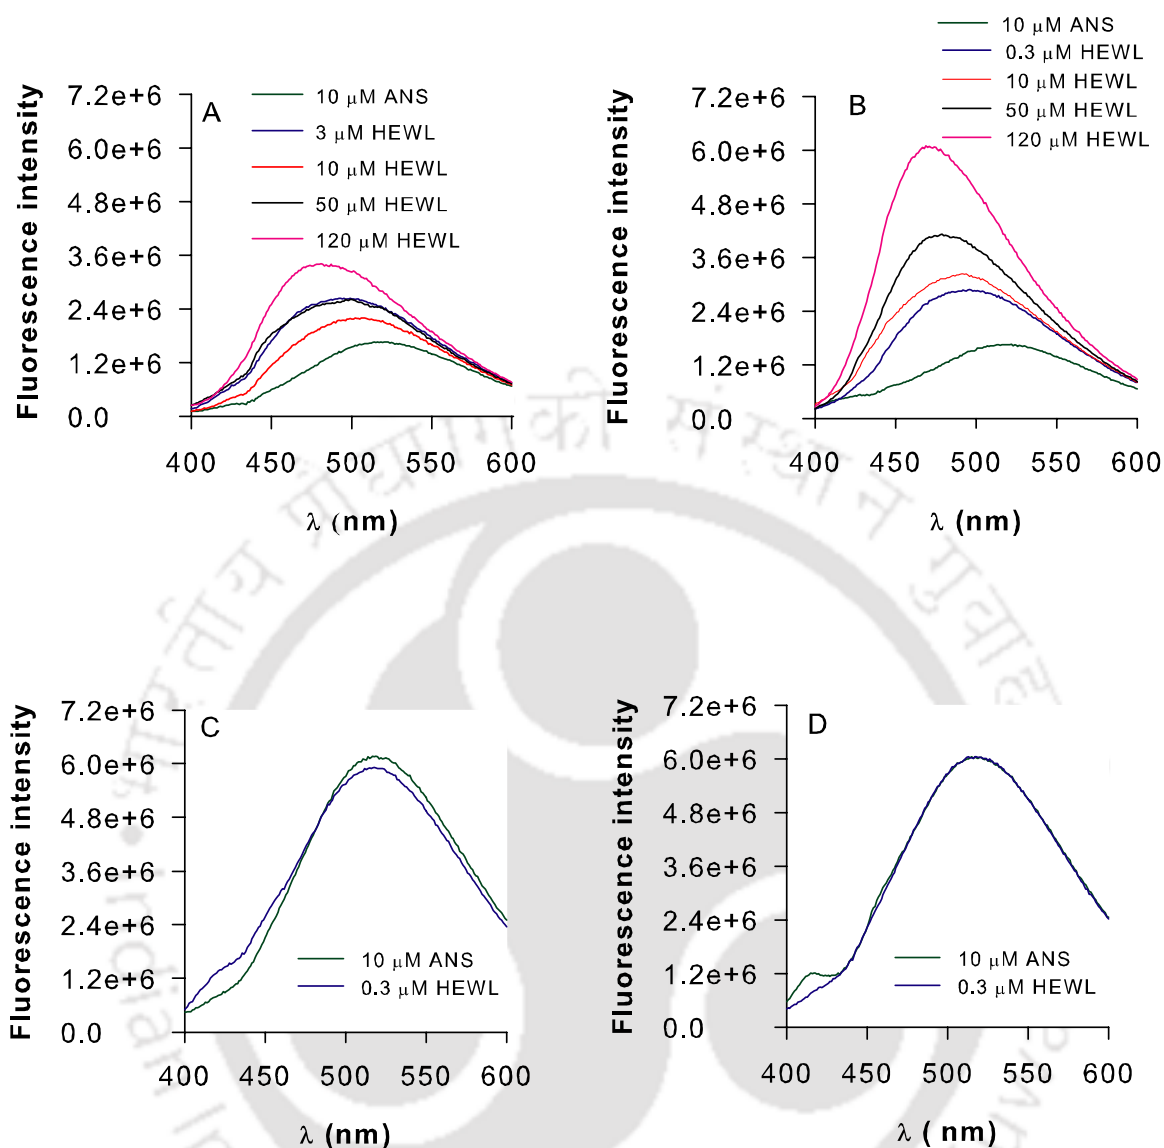 A
10 μM ANS
3 μM HEWL
10 μM HEWL
50 μM HEWL
120 μM HEWL
Fluorescence intensity
7.2e+6
6.0e+6
4.8e+6
3.6e+6
2.4e+6
1.2e+6
0.0
400 450 500 550 600
λ (nm)
B
10 μM ANS
0.3 μM HEWL
10 μM HEWL
50 μM HEWL
120 μM HEWL
Fluorescence intensity
7.2e+6
6.0e+6
4.8e+6
3.6e+6
2.4e+6
1.2e+6
0.0
400 450 500 550 600
λ (nm)
C
Fluorescence intensity
7.2e+6
6.0e+6
4.8e+6
3.6e+6
2.4e+6
1.2e+6
0.0
10 μM ANS
0.3 μM HEWL
400 450 500 550 600
λ (nm)
D
Fluorescence intensity
7.2e+6
6.0e+6
4.8e+6
3.6e+6
2.4e+6
1.2e+6
0.0
10 μM ANS
0.3 μM HEWL
400 450 500 550 600
λ ( nm)
Indian In